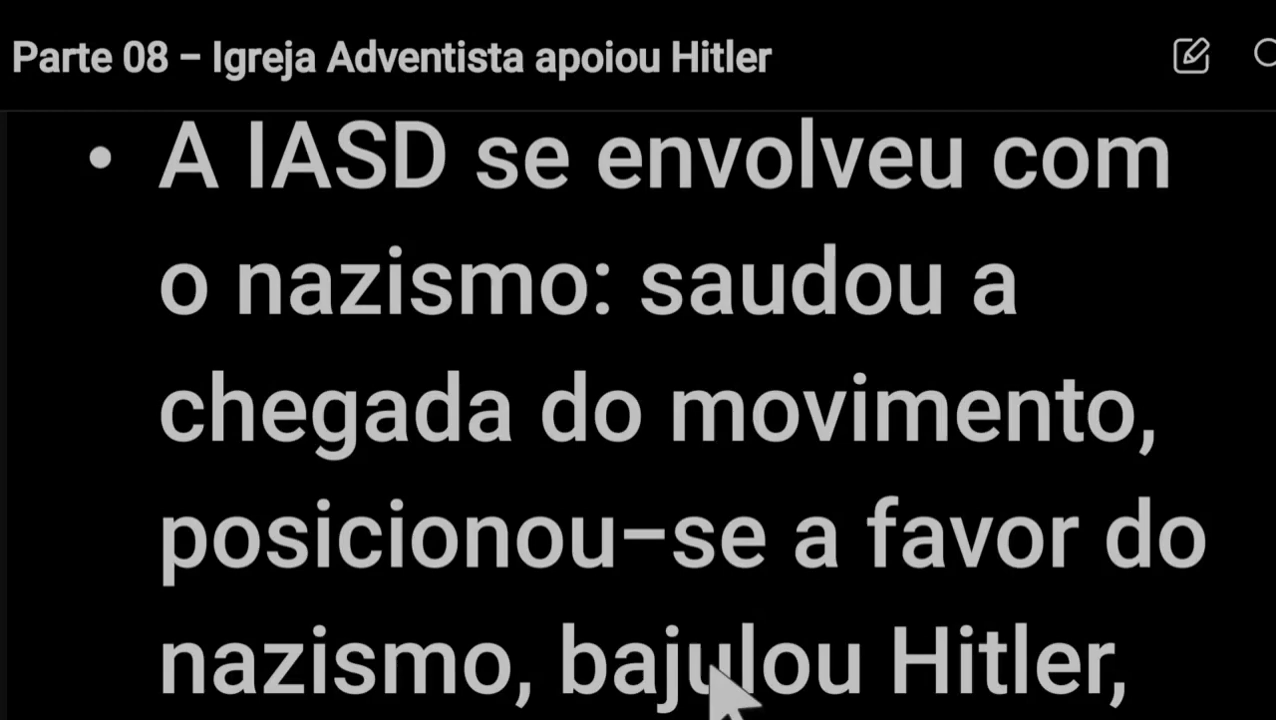 Parte 08 – Igreja Adventista apoiou Hitler
• A IASD se envolveu com
o nazismo: saudou a
chegada do movimento,
posicionou–se a favor do
nazismo, bajulou Hitler,